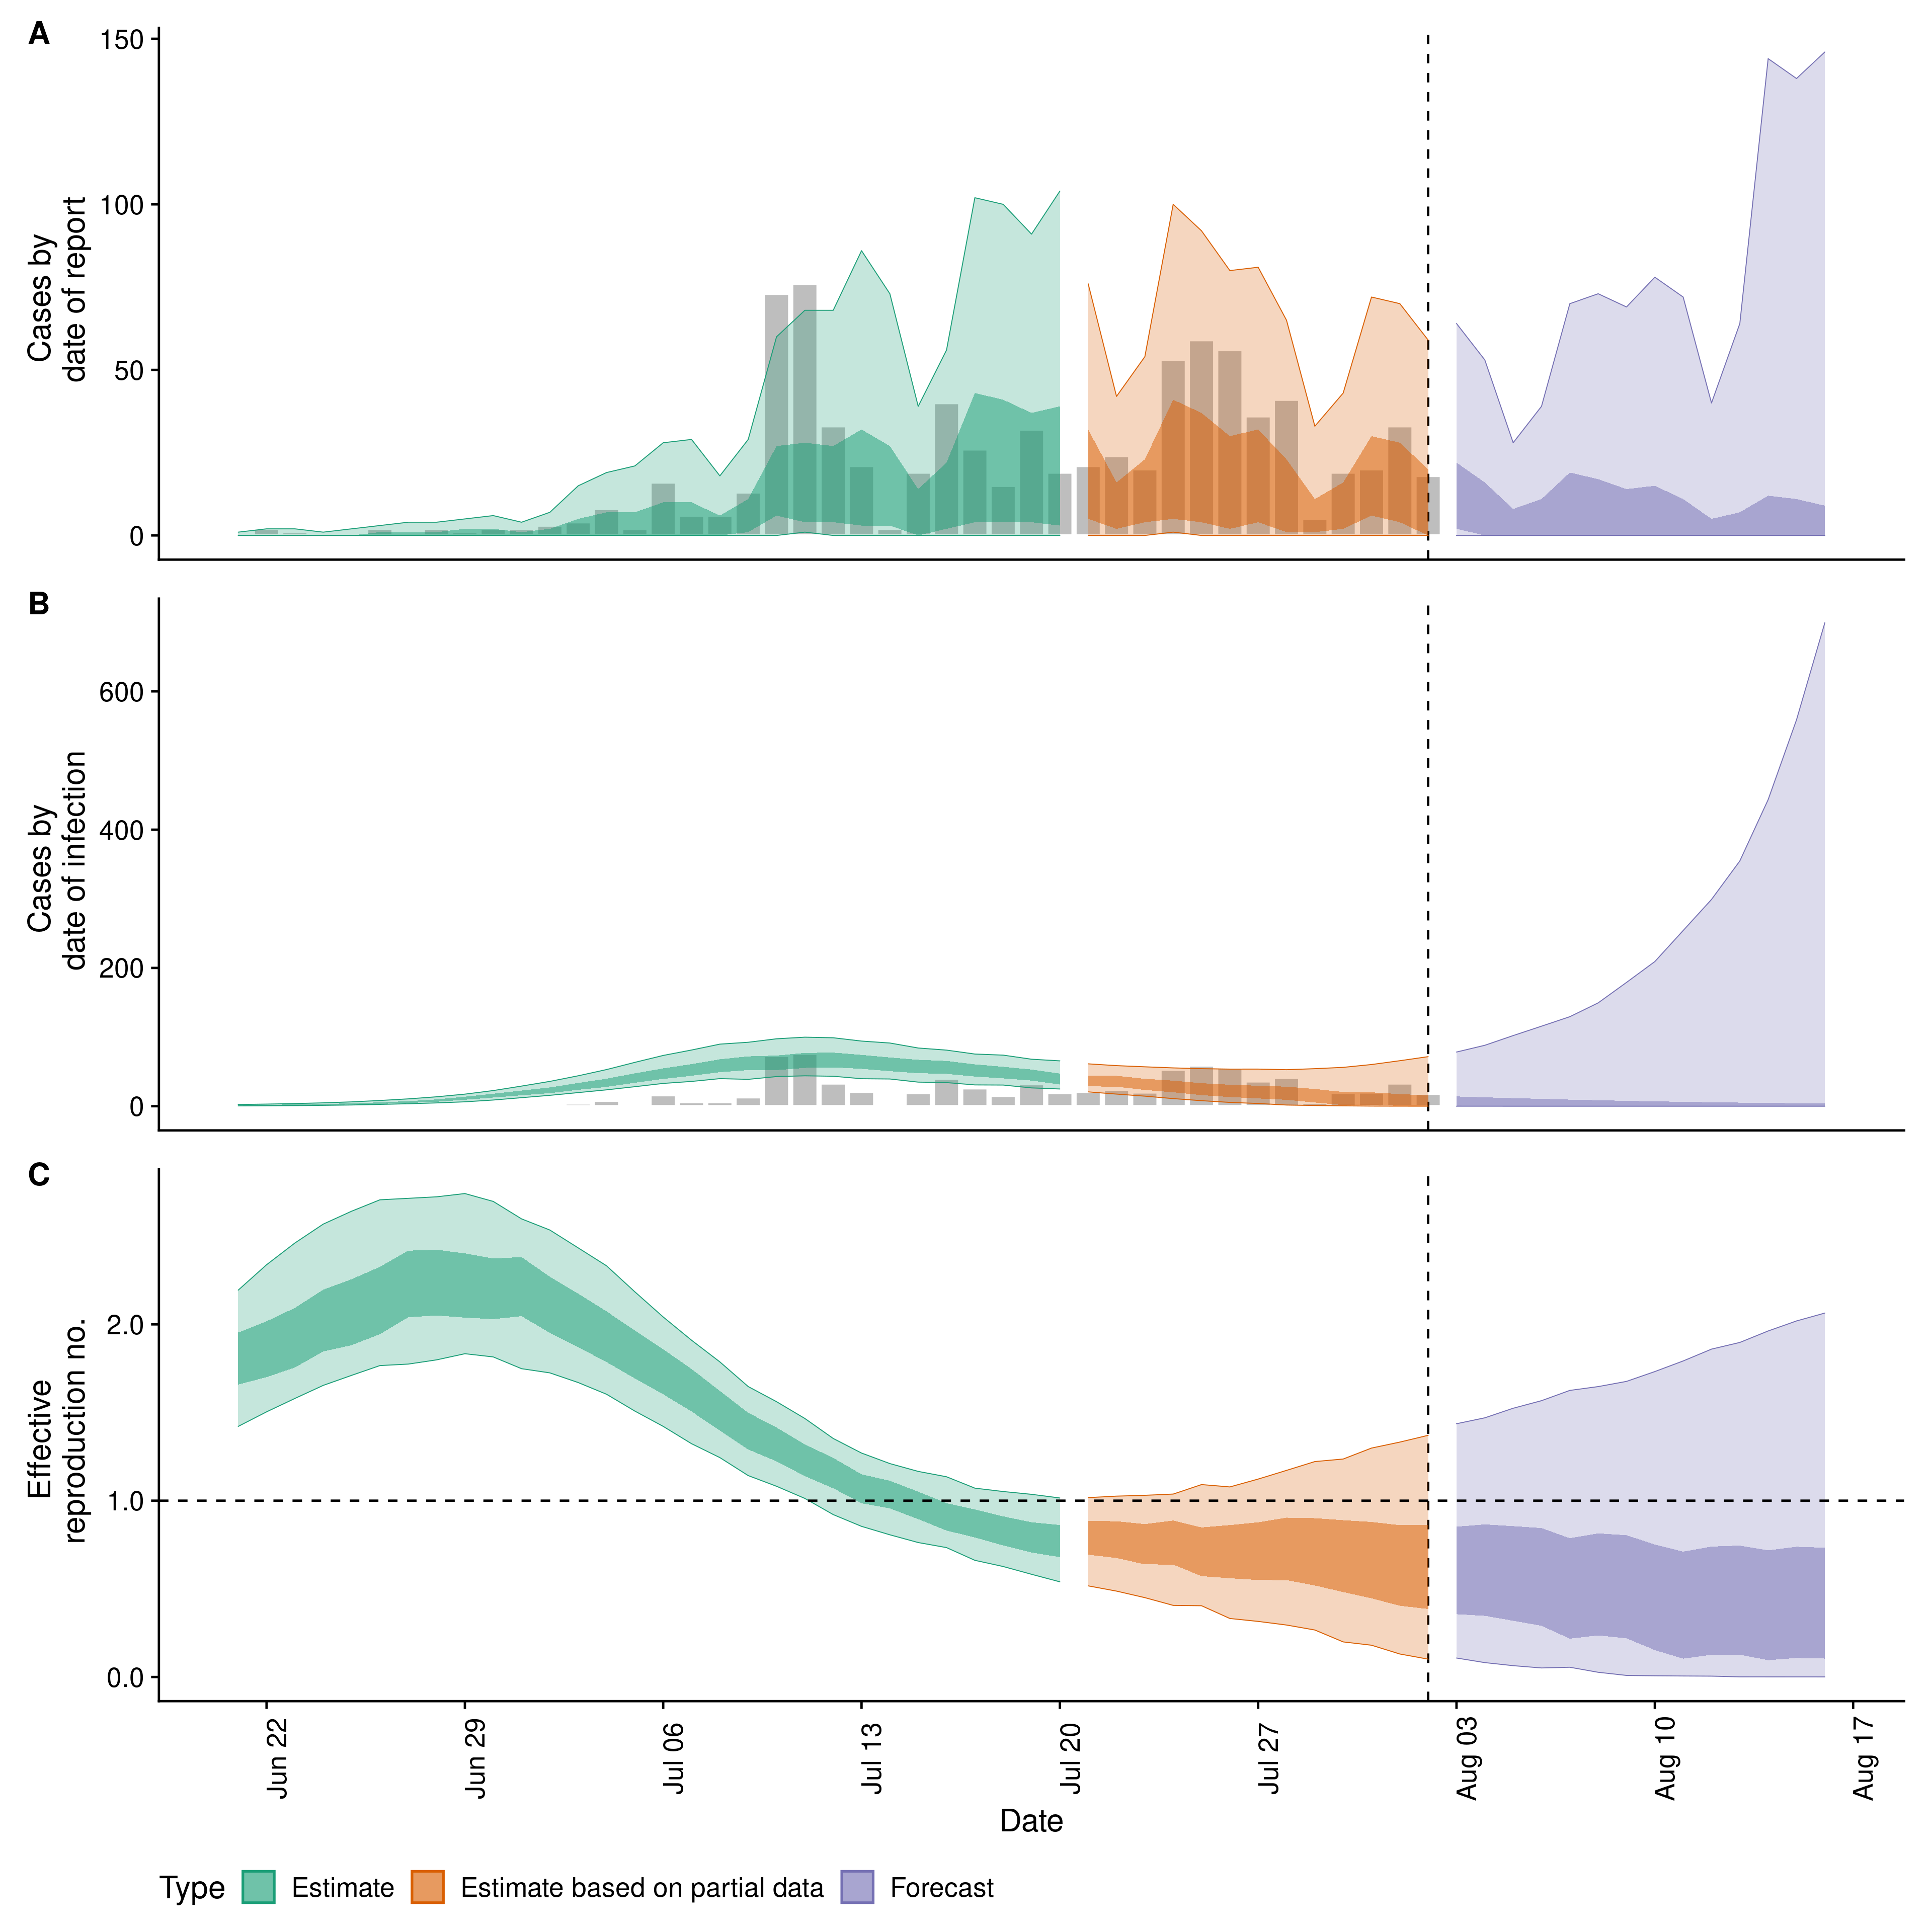 A
Cases by
date of report
150
100
50
0
B
Cases by
date of infection
600
400
200
0
C
Effective
reproduction no.
2.0
1.0
0.0
Jun 22
Jun 29
Jul 06
Jul 13
Jul 20
Jul 27
Aug 03
Aug 10
Aug 17
Date
Type Estimate Estimate based on partial data Forecast